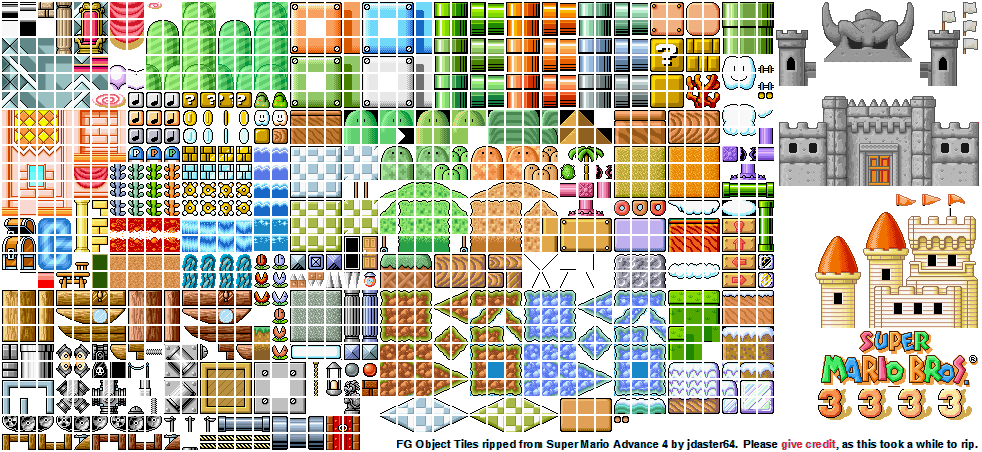 P P P P
SUPER
MARIO BROS.®
3 3 3 3
FG Object Tiles ripped from Super Mario Advance 4 by jdaster64. Please give credit, as this took a while to rip.